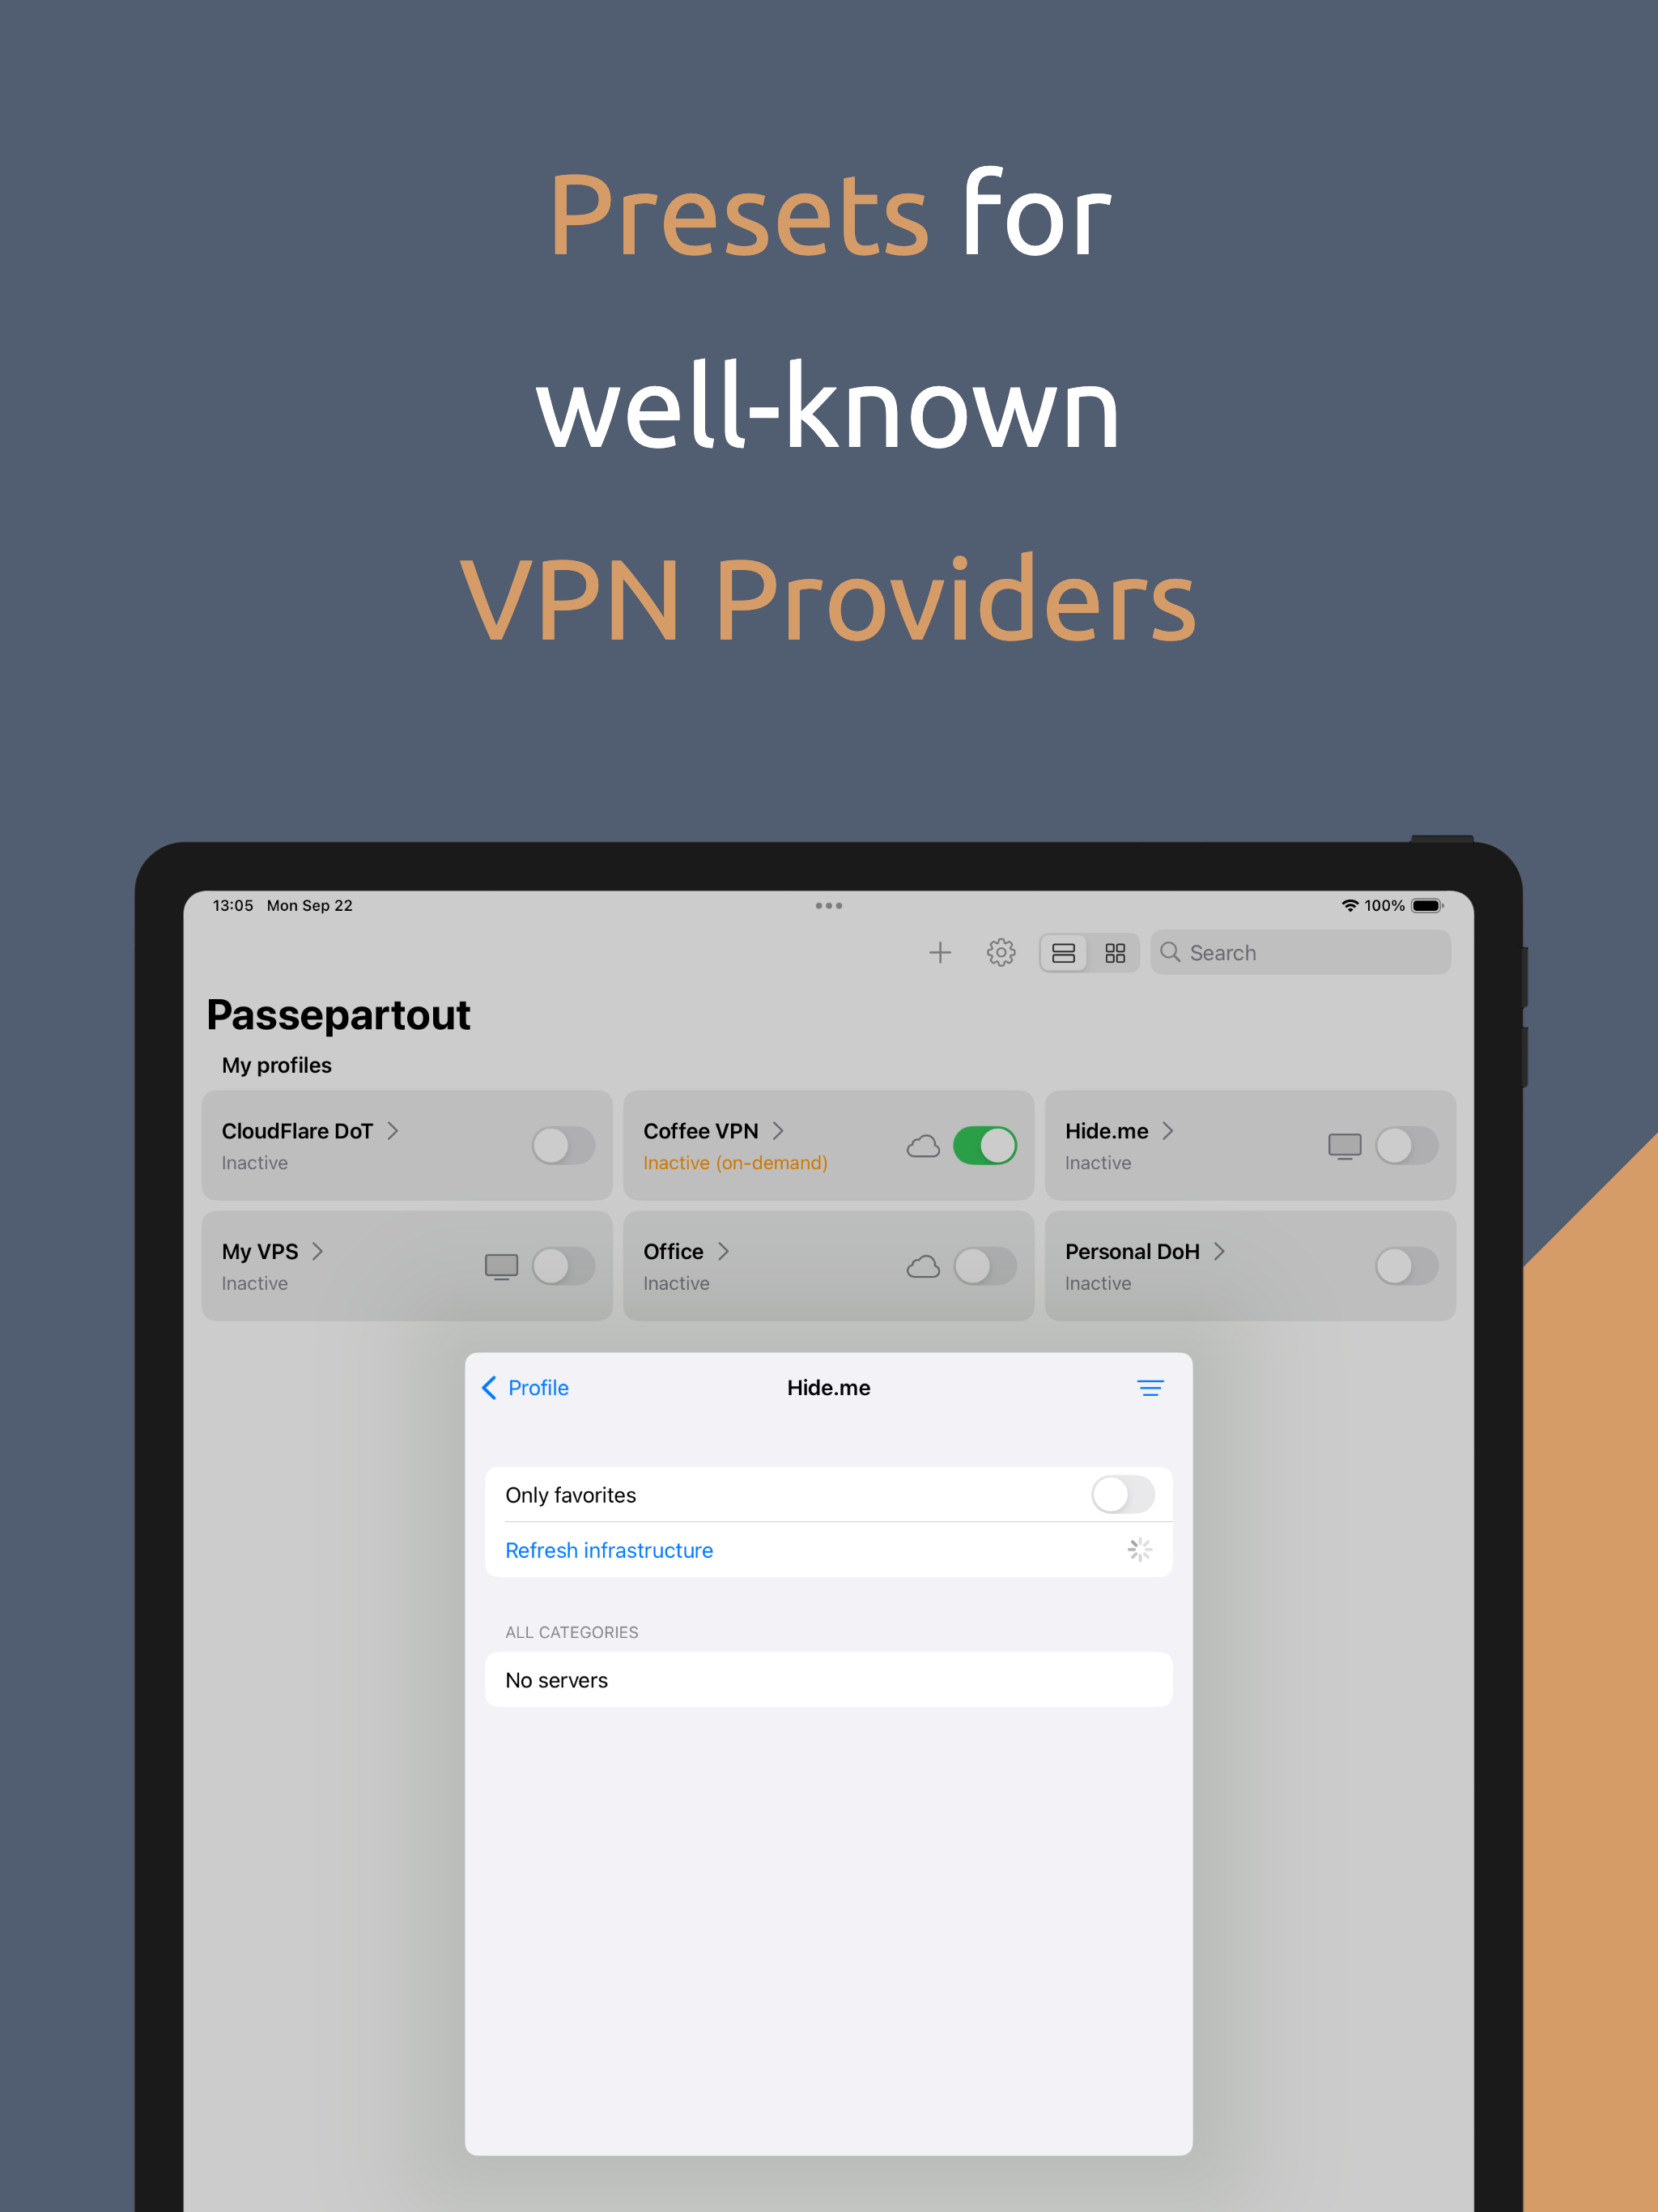 Presets for
well-known
VPN Providers
13:05 Mon Sep 22
100%
Search
Passepartout
My profiles
CloudFlare DoT
Inactive
Coffee VPN
Inactive (on-demand)
Hide.me
Inactive
My VPS
Inactive
Office
Inactive
Personal DoH
Inactive
Profile
Hide.me
Only favorites
Refresh infrastructure
ALL CATEGORIES
No servers